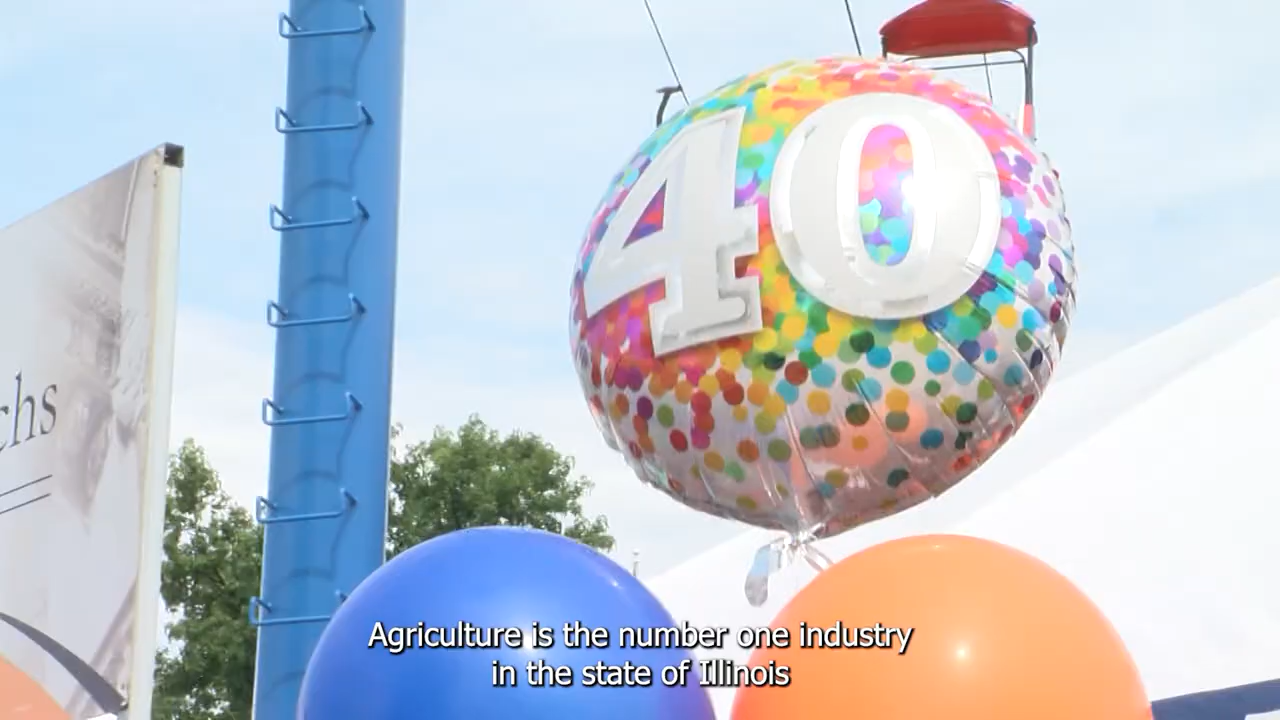 40
chs
Agriculture is the number one industry
in the state of Illinois